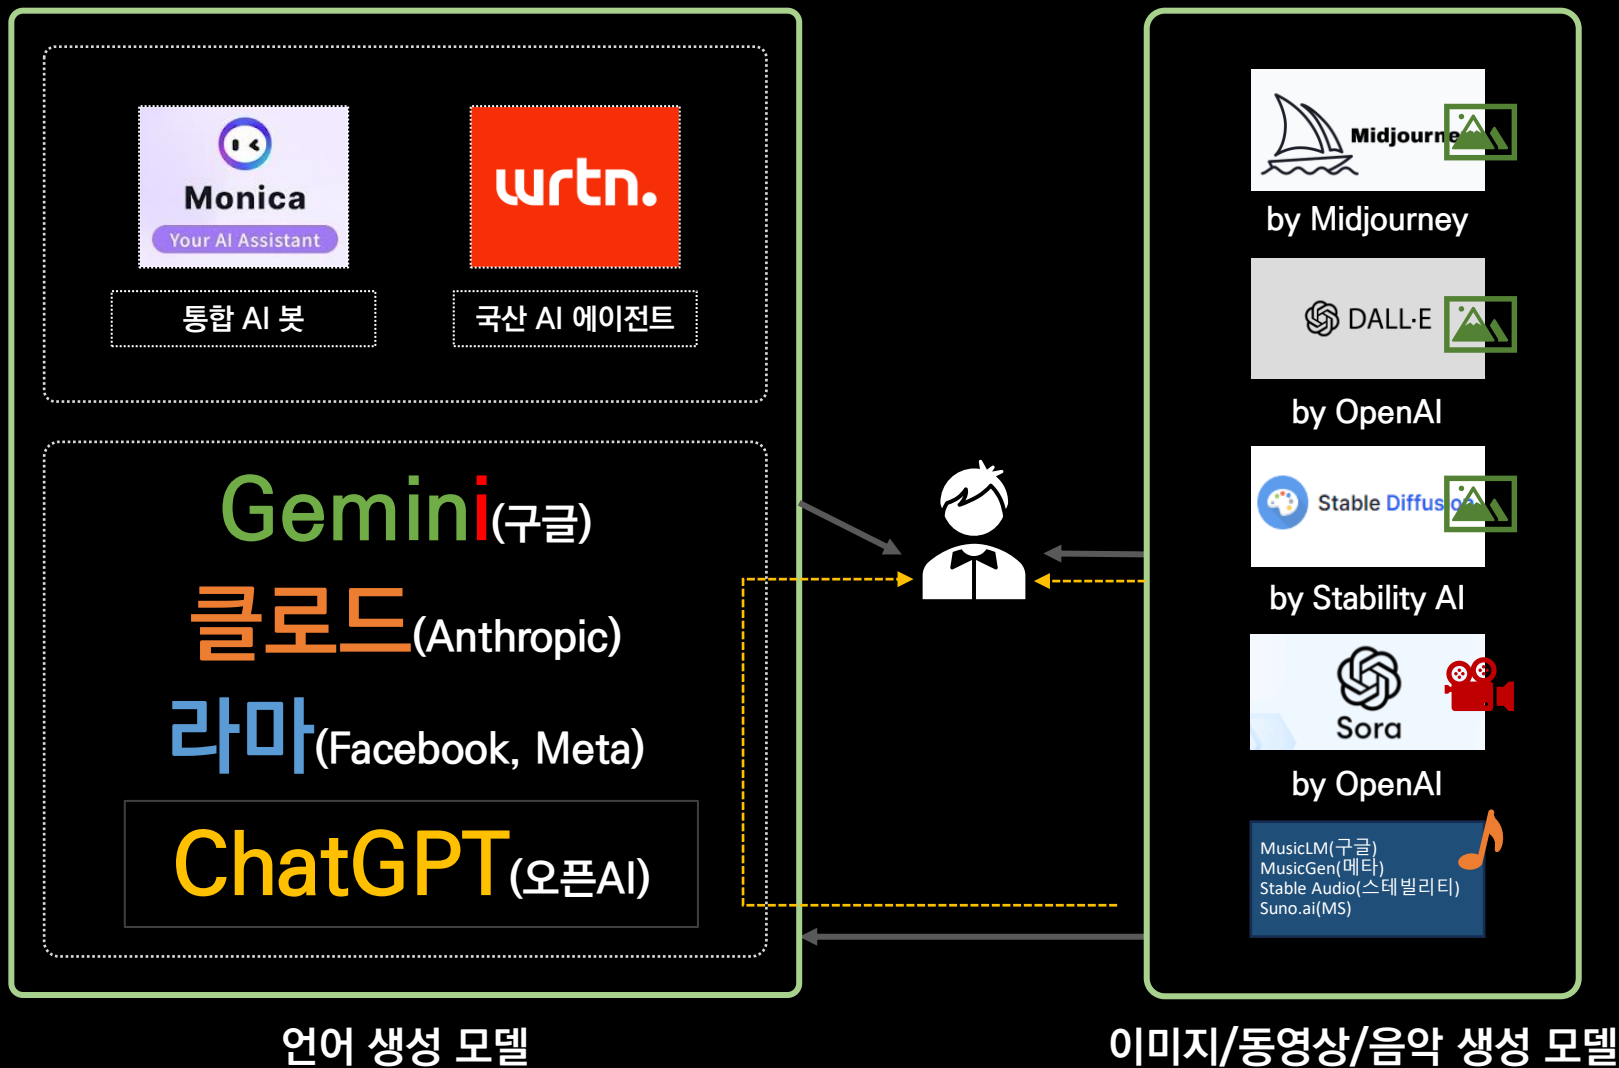 Monica
Your AI Assistant
wrtn.
통합 AI 봇
국산 AI 에이전트
Gemini(구글)
클로드(Anthropic)
라마(Facebook, Meta)
ChatGPT(오픈AI)
언어 생성 모델
Midjourne
by Midjourney
DALL·E
by OpenAI
Stable Diffusion
by Stability AI
Sora
by OpenAI
MusicLM(구글)
MusicGen(메타)
Stable Audio(스테빌리티)
Suno.ai(MS)
이미지/동영상/음악 생성 모델